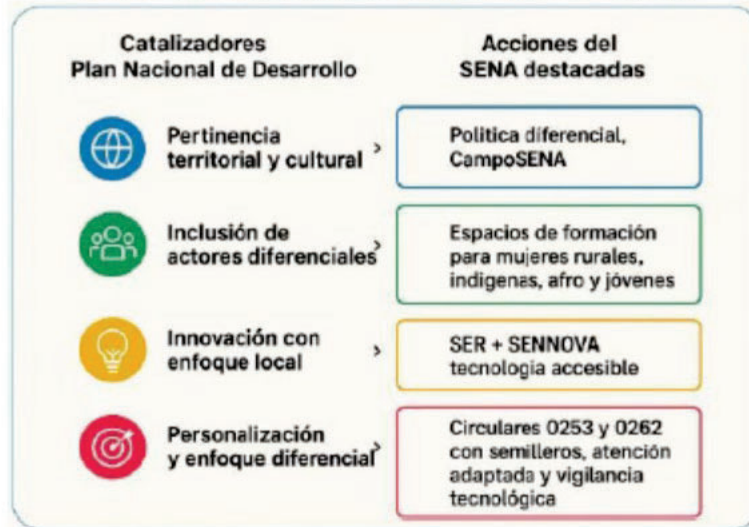 Catalizadores
Plan Nacional de Desarrollo
Acciones del
SENA destacadas
Pertinencia
territorial y cultural
Politica diferencial,
CampoSENA
Inclusión de
actores diferenciales
Espacios de formación
para mujeres rurales,
indigenas, afro y jóvenes
Innovación con
enfoque local
SER + SENNOVA
tecnologia accesible
Personalización
y enfoque diferencial
Circulares 0253 y 0262
con semilleros, atención
adaptada y vigilancia
tecnológica